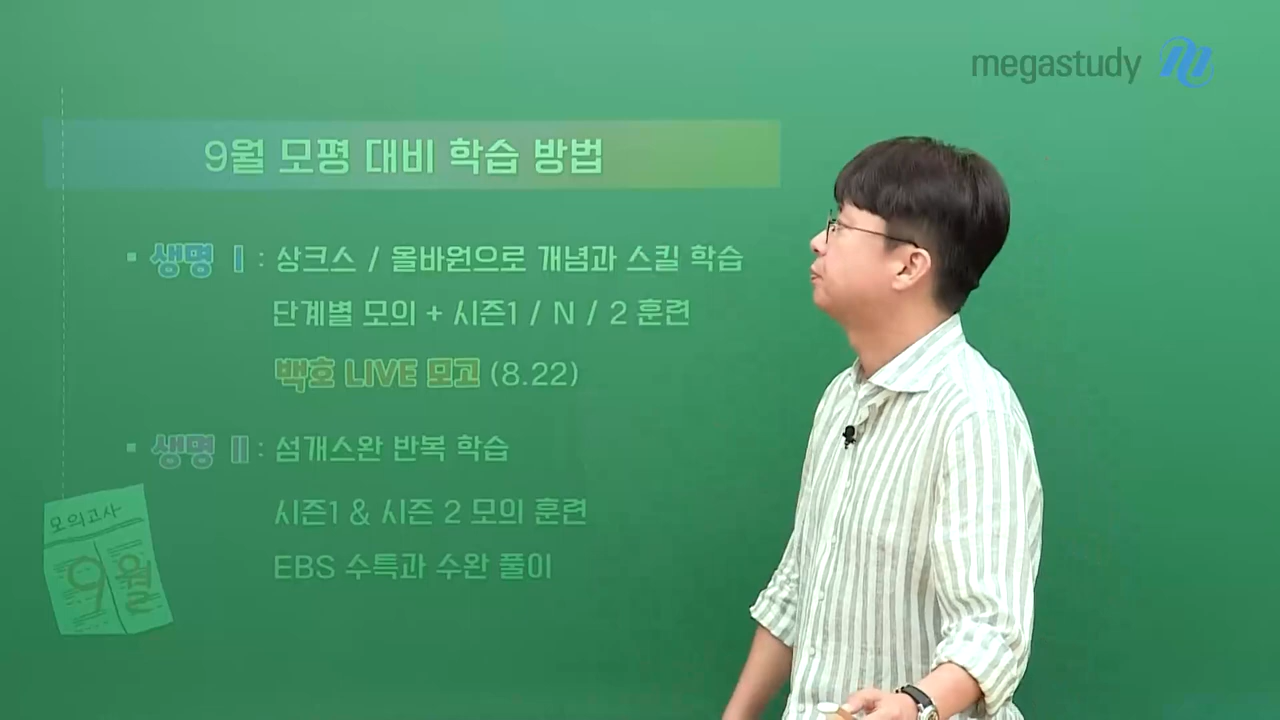 megastudy
9월 모평 대비 학습 방법
▪ 생명 Ⅰ : 상크스 / 올바원으로 개념과 스킬 학습
단계별 모의 + 시즌1 / N / 2 훈련
백호 LIVE 모고 (8.22)
▪ 생명 Ⅱ : 섬개스완 반복 학습
시즌1 & 시즌 2 모의 훈련
EBS 수특과 수완 풀이
모의고사
9월